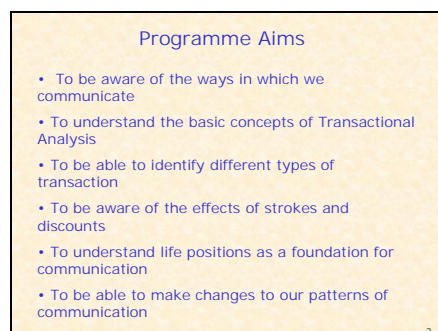 Programme Aims
• To be aware of the ways in which we
communicate
• To understand the basic concepts of Transactional
Analysis
• To be able to identify different types of
transaction
• To be aware of the effects of strokes and
discounts
• To understand life positions as a foundation for
communication
• To be able to make changes to our patterns of
communication